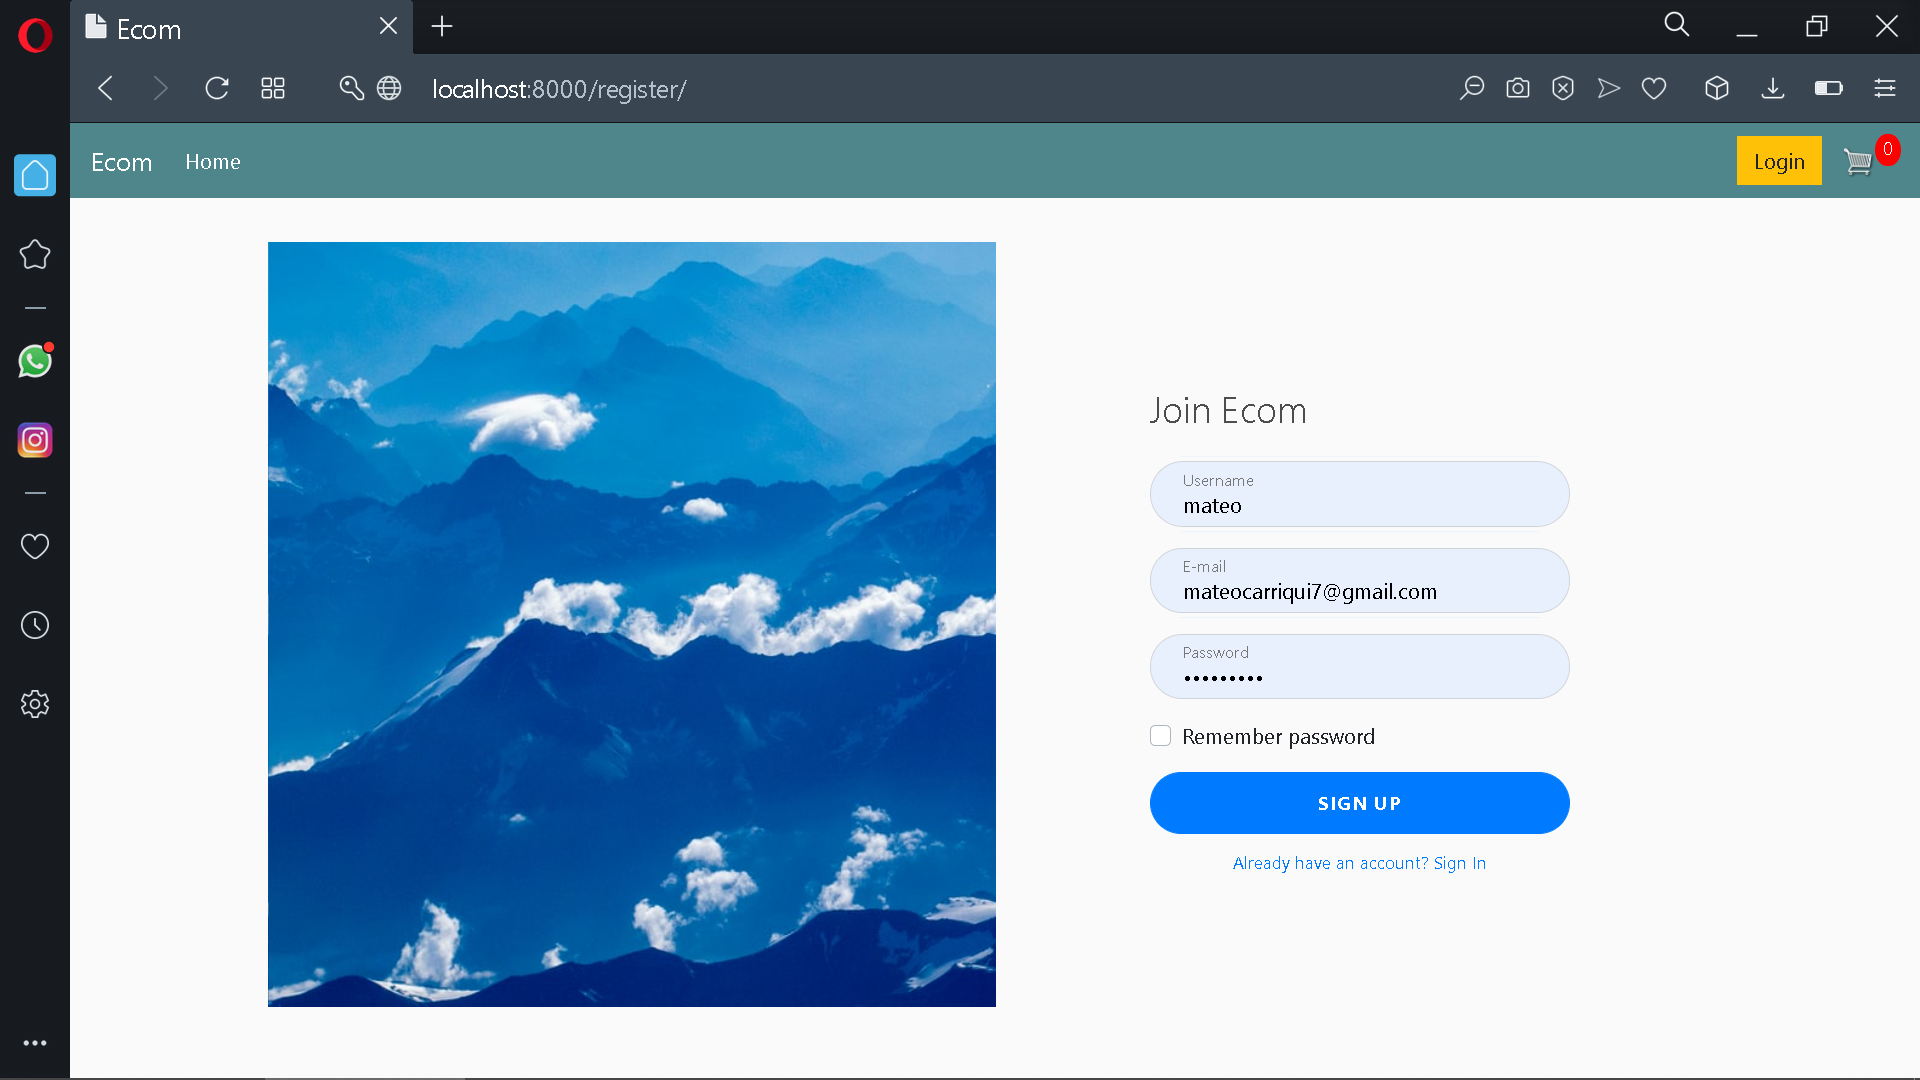 Ecom
localhost:8000/register/
Ecom Home Login 0
Join Ecom
Username
mateo
E-mail
mateocarriqui7@gmail.com
Password
•••••••••
Remember password
SIGN UP
Already have an account? Sign In